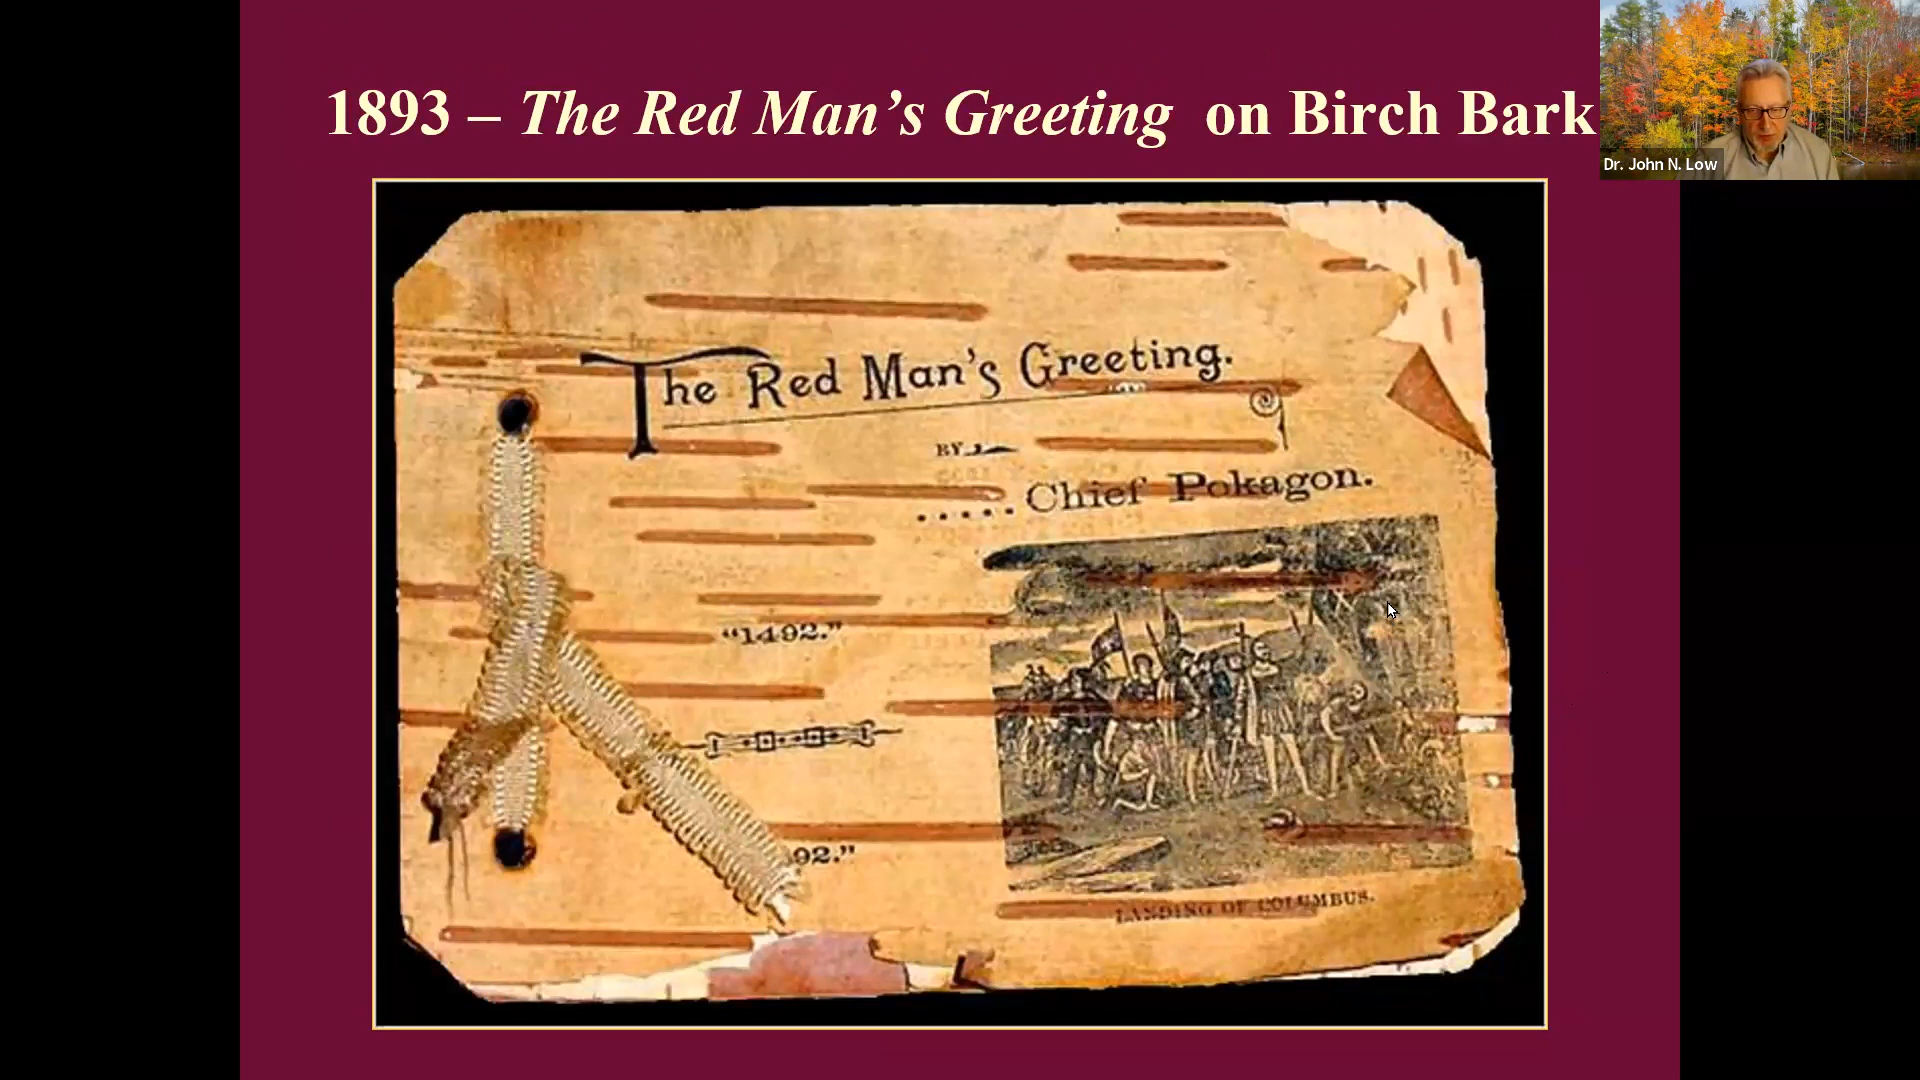 1893 – The Red Man’s Greeting on Birch Bark
Dr. John N. Low
The Red Man's Greeting.
BY
.....Chief Pokagon.
“1492.”
92.”
LANDING OF COLUMBUS.